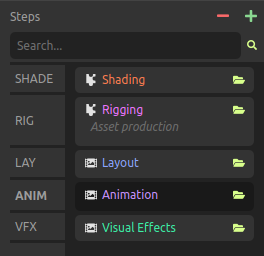 Steps
Search...
SHADE Shading
RIG Rigging
Asset production
LAY Layout
ANIM Animation
VFX Visual Effects